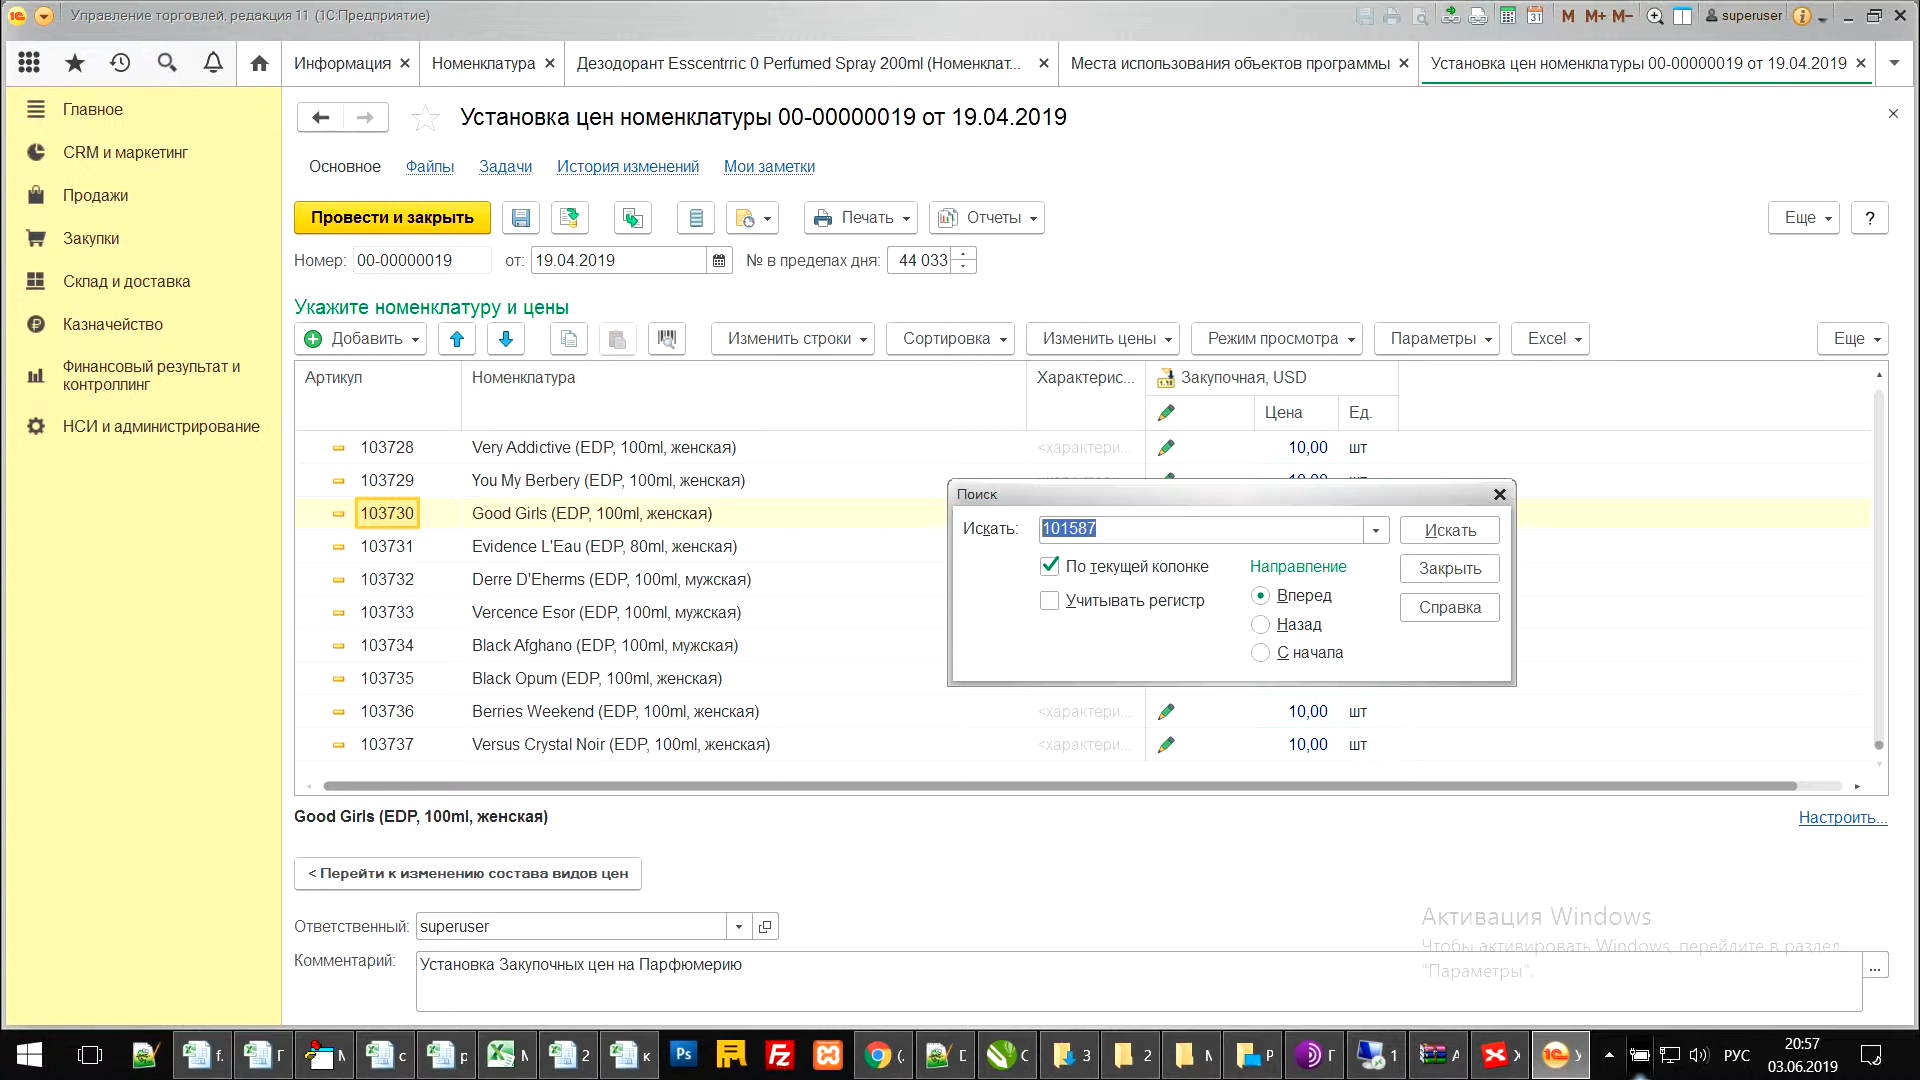 Управление торговлей, редакция 11 (1С:Предприятие)
M M+ M- superuser
Информация
Номенклатура
Дезодорант Esscentrric 0 Perfumed Spray 200ml (Номенклат...
Места использования объектов программы
Установка цен номенклатуры 00-00000019 от 19.04.2019
Главное
CRM и маркетинг
Продажи
Закупки
Склад и доставка
Казначейство
Финансовый результат и
контроллинг
НСИ и администрирование
Установка цен номенклатуры 00-00000019 от 19.04.2019
Основное Файлы Задачи История изменений Мои заметки
Провести и закрыть Печать Отчеты Еще ?
Номер: 00-00000019 от: 19.04.2019 № в пределах дня: 44 033
Укажите номенклатуру и цены
Добавить Изменить строки Сортировка Изменить цены Режим просмотра Параметры Excel Еще
Артикул Номенклатура Характерис... Закупочная, USD
Цена Ед.
103728 Very Addictive (EDP, 100ml, женская) <характери... 10,00 шт
103729 You My Berbery (EDP, 100ml, женская)
103730 Good Girls (EDP, 100ml, женская)
103731 Evidence L'Eau (EDP, 80ml, женская)
103732 Derre D'Eherms (EDP, 100ml, мужская)
103733 Vercence Esor (EDP, 100ml, мужская)
103734 Black Afghano (EDP, 100ml, мужская)
103735 Black Opum (EDP, 100ml, женская)
103736 Berries Weekend (EDP, 100ml, женская) <характери... 10,00 шт
103737 Versus Crystal Noir (EDP, 100ml, женская) <характери... 10,00 шт
Поиск
Искать: 101587 Искать
По текущей колонке Направление Закрыть
Учитывать регистр Вперед Справка
Назад
С начала
Good Girls (EDP, 100ml, женская) Настроить...
< Перейти к изменению состава видов цен
Ответственный: superuser
Комментарий: Установка Закупочных цен на Парфюмерию
...
Активация Windows
Чтобы активировать Windows, перейдите в раздел
"Параметры".
РУС
20:57
03.06.2019